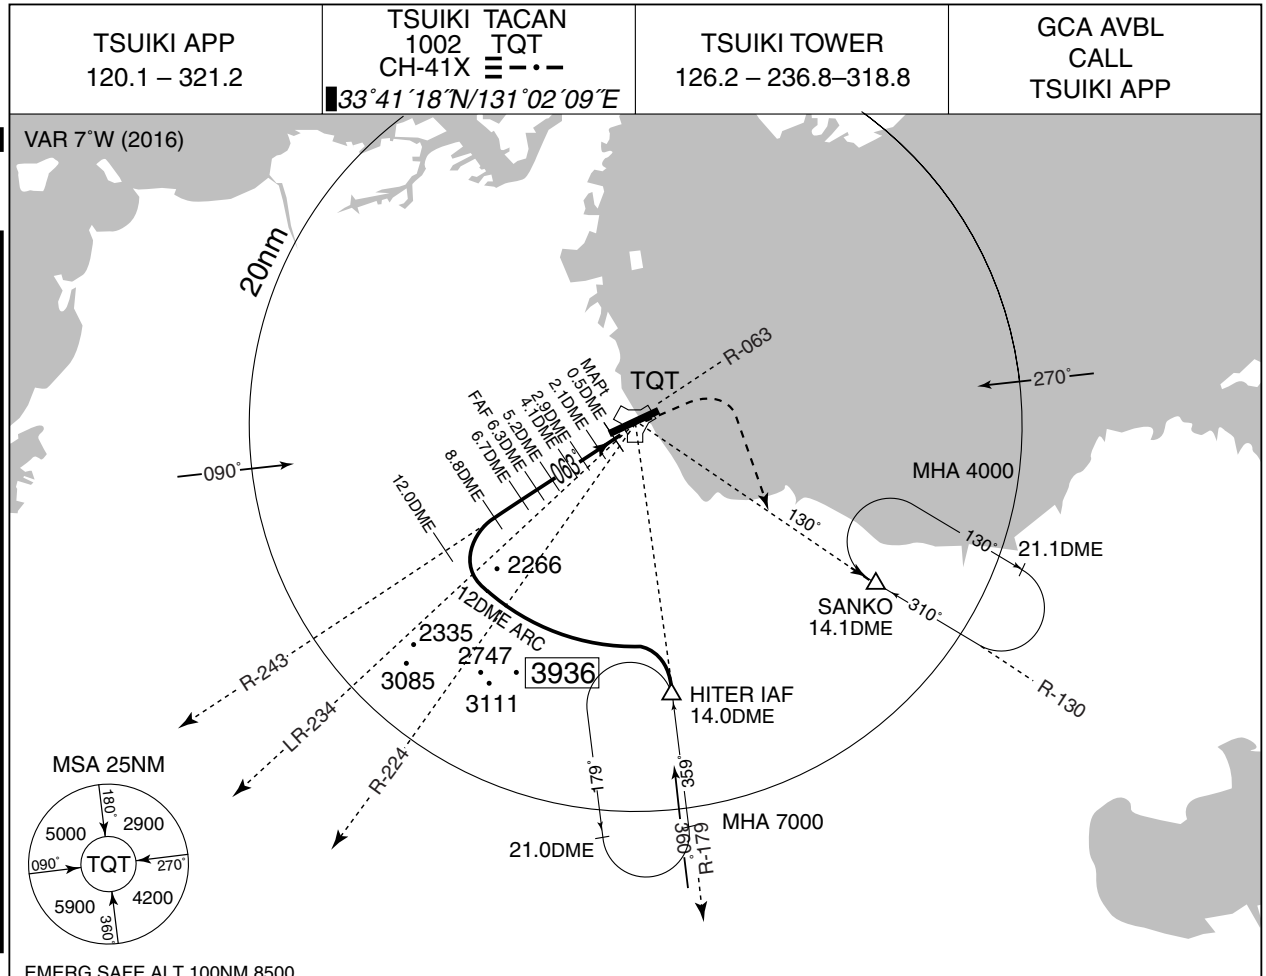 TSUIKI APP
120.1 – 321.2
TSUIKI TACAN
1002 TQT
CH-41X
33˚41´18˝N/131˚02´09˝E
TSUIKI TOWER
126.2 – 236.8–318.8
GCA AVBL
CALL
TSUIKI APP
VAR 7˚W (2016)
20nm
R-063
TQT
MAPt
0.5DME
2.1DME
2.9DME
4.1DME
5.2DME
FAF 6.3DME
6.7DME
8.8DME
12.0DME
063˚
270˚
090˚
MHA 4000
130˚
130˚
21.1DME
SANKO
14.1DME
310˚
R-130
2266
12DME ARC
2335
3085
2747
3111
3936
HITER IAF
14.0DME
R-243
LR-234
R-224
179˚
359˚
21.0DME
MHA 7000
360˚
R-179
MSA 25NM
180˚
5000
2900
090˚
TQT
270˚
5900
4200
360˚
EMERG SAFE ALT 100NM 8500